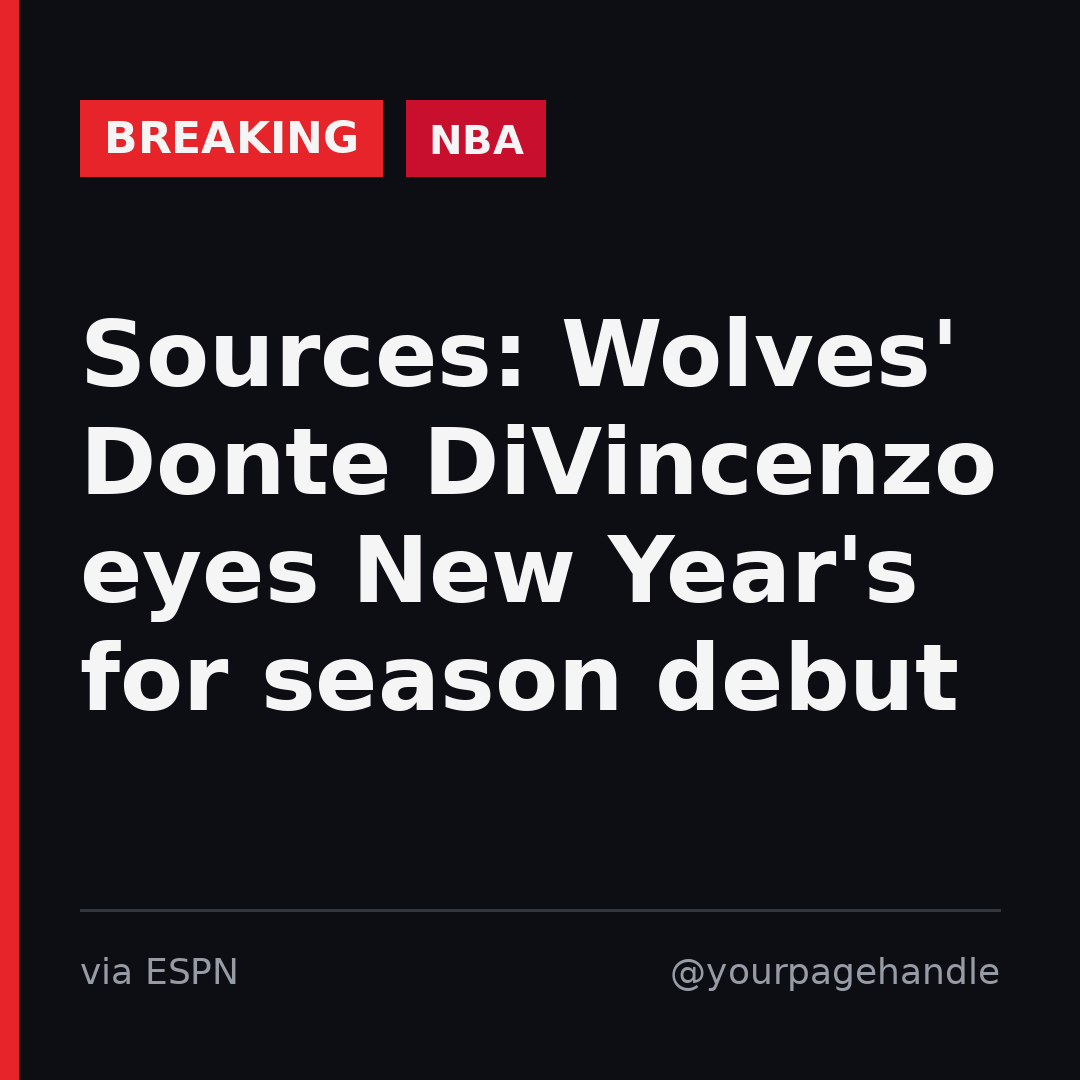 BREAKING NBA
Sources: Wolves'
Donte DiVincenzo
eyes New Year's
for season debut
via ESPN @yourpagehandle